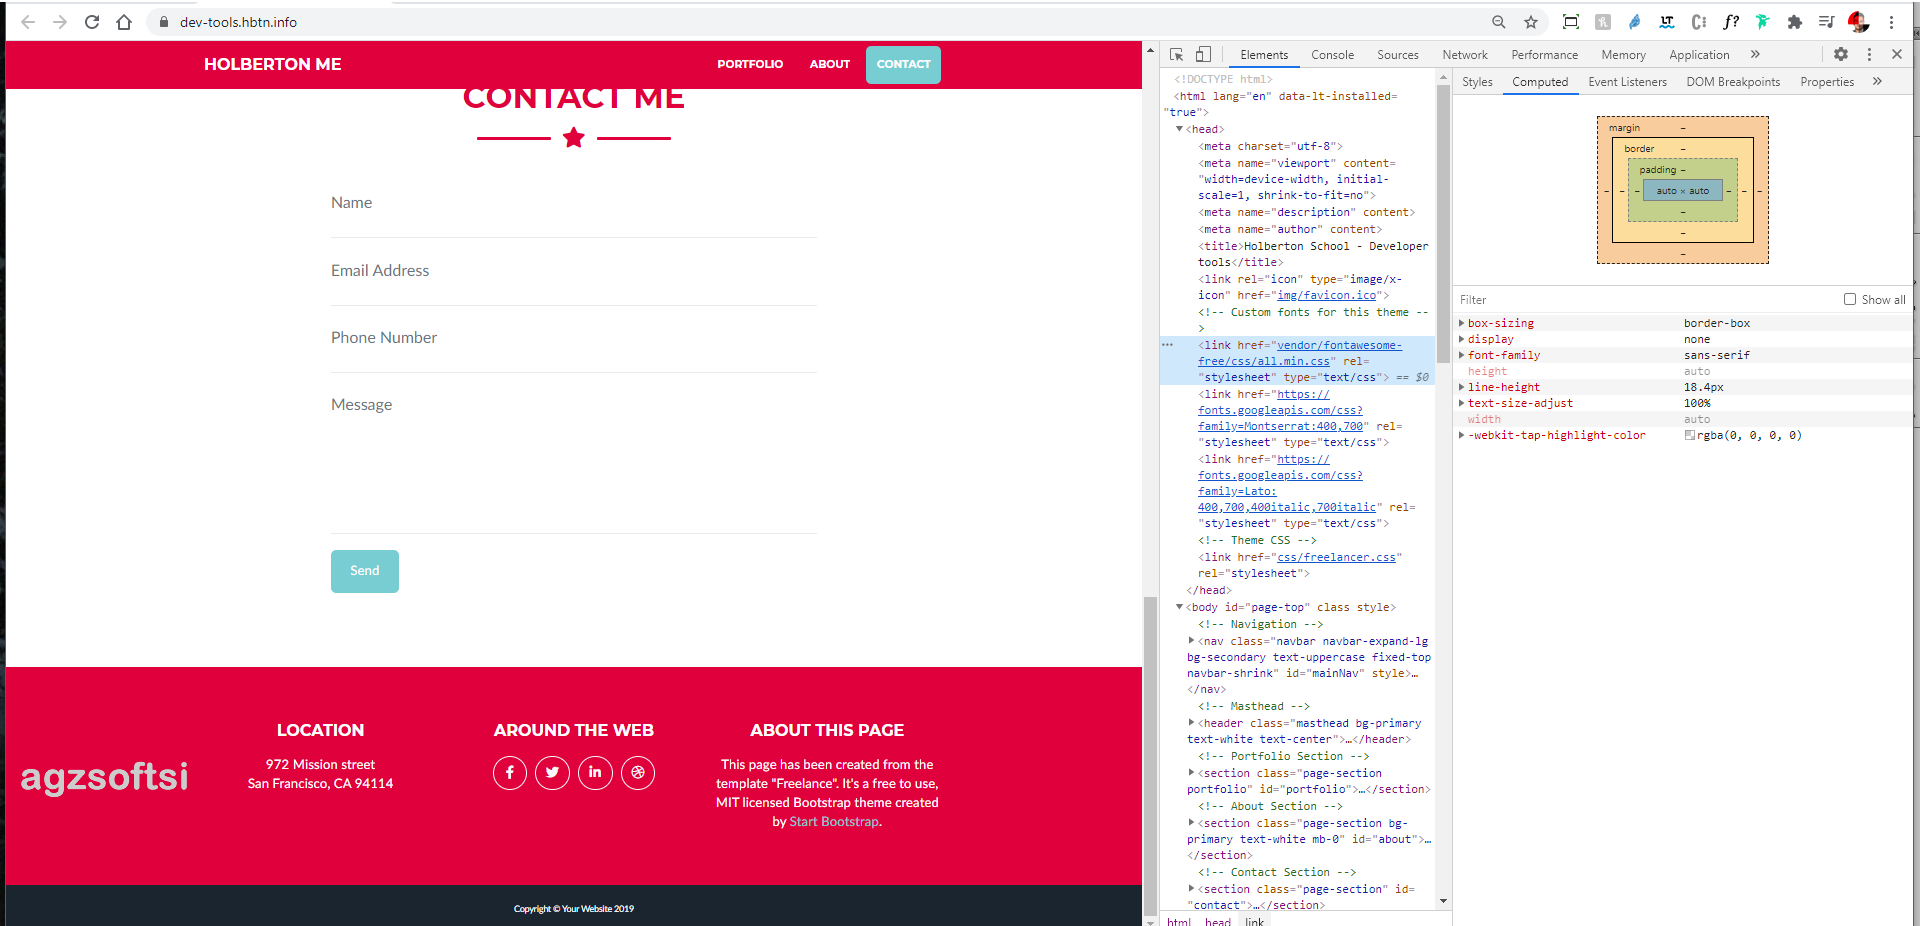 dev-tools.hbtn.info
HOLBERTON ME
PORTFOLIO
ABOUT
CONTACT
CONTACT ME
Name
Email Address
Phone Number
Message
Send
agzsoftsi
LOCATION
972 Mission street
San Francisco, CA 94114
AROUND THE WEB
ABOUT THIS PAGE
This page has been created from the
template "Freelance". It's a free to use,
MIT licensed Bootstrap theme created
by Start Bootstrap.
Copyright © Your Website 2019
Elements
Console
Sources
Network
Performance
Memory
Application
»
<!DOCTYPE html>
<html lang="en" data-lt-installed=
"true">
<head>
<meta charset="utf-8">
<meta name="viewport" content=
"width=device-width, initial-
scale=1, shrink-to-fit=no">
<meta name="description" content>
<meta name="author" content>
<title>Holberton School - Developer
tools</title>
<link rel="icon" type="image/x-
icon" href="img/favicon.ico">
<!-- Custom fonts for this theme --
>
<link href="vendor/fontawesome-
free/css/all.min.css" rel=
"stylesheet" type="text/css"> == $0
<link href="https://
fonts.googleapis.com/css?
family=Montserrat:400,700" rel=
"stylesheet" type="text/css">
<link href="https://
fonts.googleapis.com/css?
family=Lato:
400,700,400italic,700italic" rel=
"stylesheet" type="text/css">
<!-- Theme CSS -->
<link href="css/freelancer.css"
rel="stylesheet">
</head>
<body id="page-top" class style>
<!-- Navigation -->
<nav class="navbar navbar-expand-lg
bg-secondary text-uppercase fixed-top
navbar-shrink" id="mainNav" style>…
</nav>
<!-- Masthead -->
<header class="masthead bg-primary
text-white text-center">…</header>
<!-- Portfolio Section -->
<section class="page-section
portfolio" id="portfolio">…</section>
<!-- About Section -->
<section class="page-section bg-
primary text-white mb-0" id="about">…
</section>
<!-- Contact Section -->
<section class="page-section" id=
"contact">…</section>
html head link
Styles
Computed
Event Listeners
DOM Breakpoints
Properties
»
margin –
border –
padding –
– – – auto × auto – – –
–
–
–
Filter
Show all
box-sizing border-box
display none
font-family sans-serif
height auto
line-height 18.4px
text-size-adjust 100%
width auto
-webkit-tap-highlight-color rgba(0, 0, 0, 0)